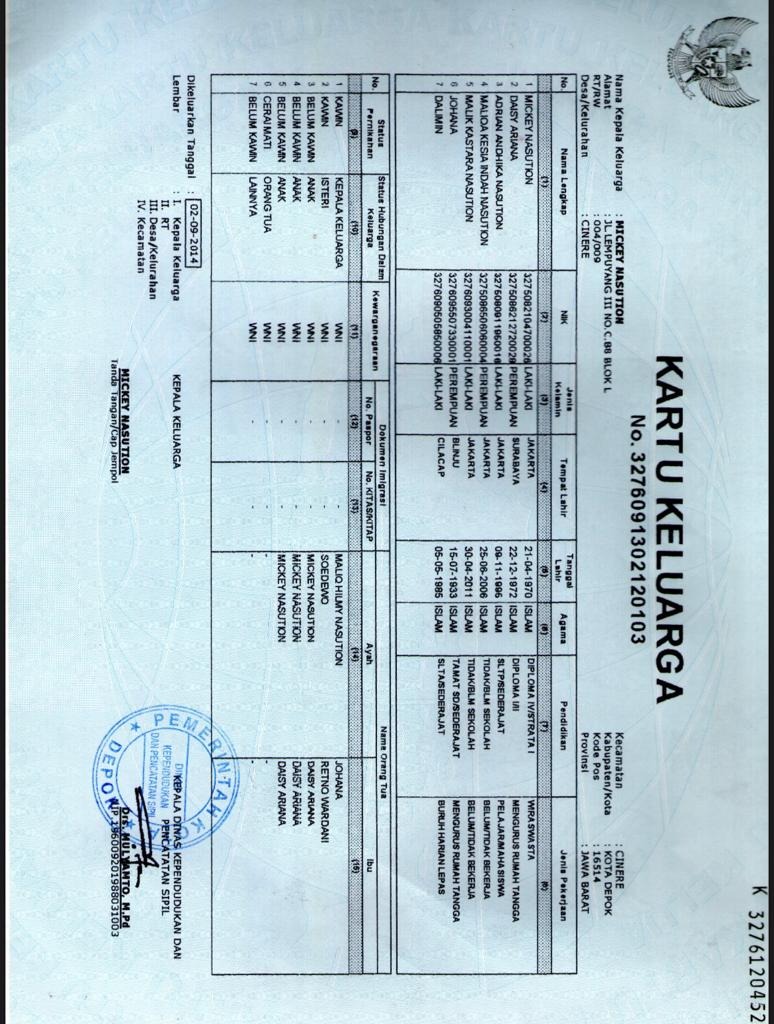 K 3276120452
KARTU KELUARGA
No. 3276091302120103
Nama Kepala Keluarga : MICKEY NASUTION
Alamat : JL.LEMPUYANG III NO.C.88 BLOK L
RT/RW : 004/009
Desa/Kelurahan : CINERE
Kecamatan : CINERE
Kabupaten/Kota : KOTA DEPOK
Kode Pos : 16514
Provinsi : JAWA BARAT
No. Nama Lengkap NIK Jenis Kelamin Tempat Lahir Tanggal Lahir Agama Pendidikan Jenis Pekerjaan
(1) (2) (3) (4) (5) (6) (7) (8)
1 MICKEY NASUTION 3275082104700026 LAKI-LAKI JAKARTA 21-04-1970 ISLAM DIPLOMA IV/STRATA I WIRASWASTA
2 DAISY ARIANA 3275086212720029 PEREMPUAN SURABAYA 22-12-1972 ISLAM DIPLOMA I/II MENGURUS RUMAH TANGGA
3 ADRIAN ANDHIKA NASUTION 3275080911960016 LAKI-LAKI JAKARTA 09-11-1996 ISLAM SLTP/SEDERAJAT PELAJAR/MAHASISWA
4 MALIDA KESIA INDAH NASUTION 3275086506060004 PEREMPUAN JAKARTA 25-06-2006 ISLAM TIDAK/BLM SEKOLAH BELUM/TIDAK BEKERJA
5 MALIK KASTARA NASUTION 3276093004110001 LAKI-LAKI JAKARTA 30-04-2011 ISLAM TIDAK/BLM SEKOLAH BELUM/TIDAK BEKERJA
6 JOHANA 3276095507330001 PEREMPUAN BLINJU 15-07-1933 ISLAM TAMAT SD/SEDERAJAT MENGURUS RUMAH TANGGA
7 DALIMIN 3276090505850006 LAKI-LAKI CILACAP 05-05-1985 ISLAM SLTA/SEDERAJAT BURUH HARIAN LEPAS
No. Status Pernikahan Status Hubungan Dalam Keluarga Kewarganegaraan Dokumen Imigrasi Nama Orang Tua
No. Paspor No. KITAS/KITAP Ayah Ibu
(9) (10) (11) (12) (13) (14) (15)
1 KAWIN KEPALA KELUARGA WNI - - MALIQ HILMY NASUTION JOHANA
2 KAWIN ISTERI WNI - - SOEDEWO RETNO WARDANI
3 BELUM KAWIN ANAK WNI - - MICKEY NASUTION DAISY ARIANA
4 BELUM KAWIN ANAK WNI - - MICKEY NASUTION DAISY ARIANA
5 BELUM KAWIN ANAK WNI - - MICKEY NASUTION DAISY ARIANA
6 CERAI MATI ORANG TUA WNI - - - -
7 BELUM KAWIN LAINNYA WNI - - - -
Dikeluarkan Tanggal : 02-09-2014
Lembar : I. Kepala Keluarga
II. RT
III. Desa/Kelurahan
IV. Kecamatan
KEPALA KELUARGA
MICKEY NASUTION
Tanda Tangan/Cap Jempol
KEPALA DINAS KEPENDUDUKAN DAN
PENCATATAN SIPIL
Drs. MULYANTO, M.Pd
NIP. 196009201988031003
PEMERINTAH KOTA
DINAS
KEPENDUDUKAN
DAN PENCATATAN SIPIL
DEPOK